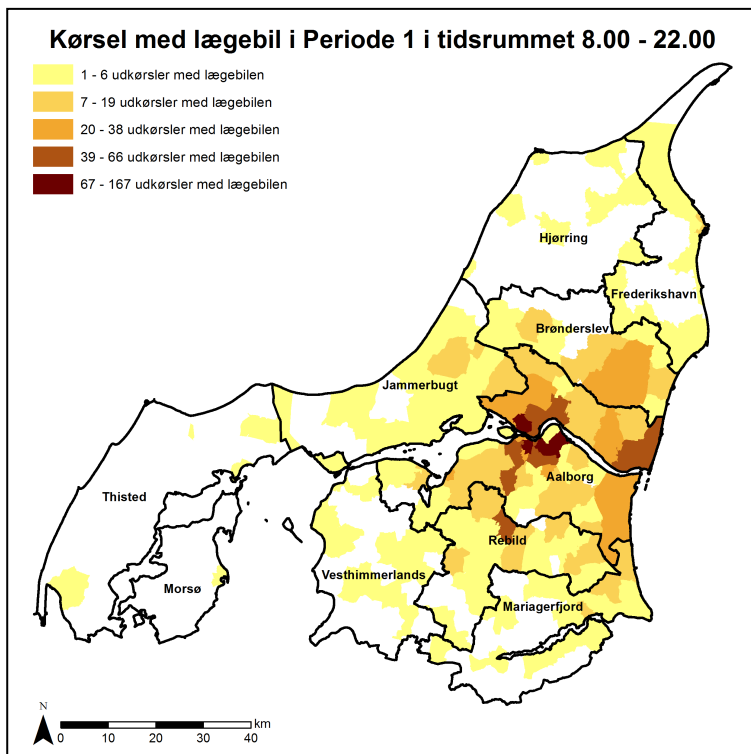 Kørsel med lægebil i Periode 1 i tidsrummet 8.00 - 22.00
1 - 6 udkørsler med lægebilen
7 - 19 udkørsler med lægebilen
20 - 38 udkørsler med lægebilen
39 - 66 udkørsler med lægebilen
67 - 167 udkørsler med lægebilen
Hjørring
Frederikshavn
Brønderslev
Jammerbugt
Aalborg
Thisted
Rebild
Vesthimmerlands
Morsø
Mariagerfjord
N
km
0 10 20 30 40